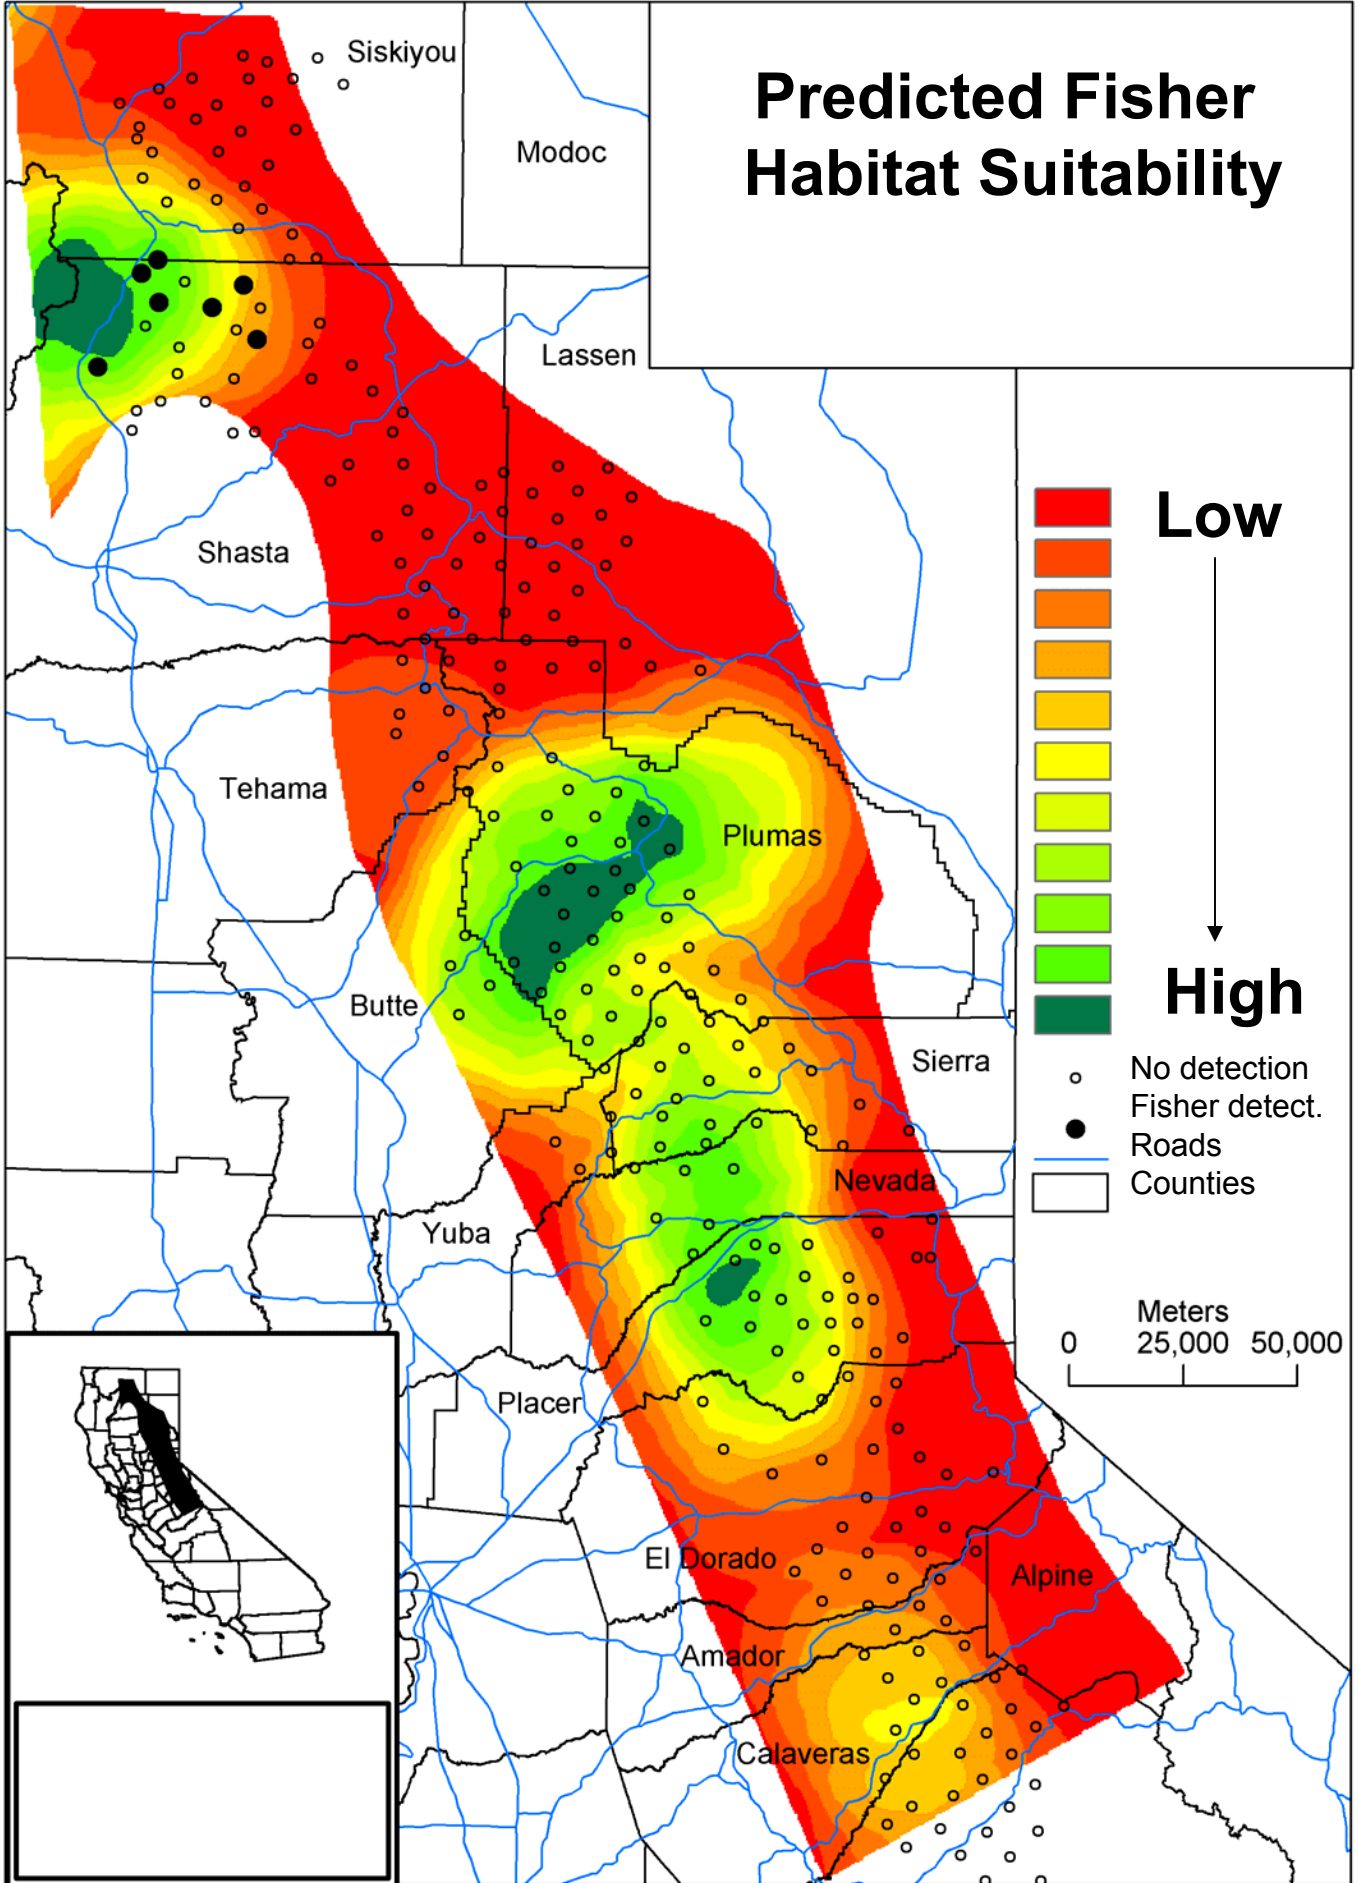 Predicted Fisher
Habitat Suitability
Siskiyou
Modoc
Lassen
Shasta
Tehama
Plumas
Butte
Sierra
Nevada
Yuba
Placer
El Dorado
Alpine
Amador
Calaveras
Low
High
No detection
Fisher detect.
Roads
Counties
Meters
0 25,000 50,000